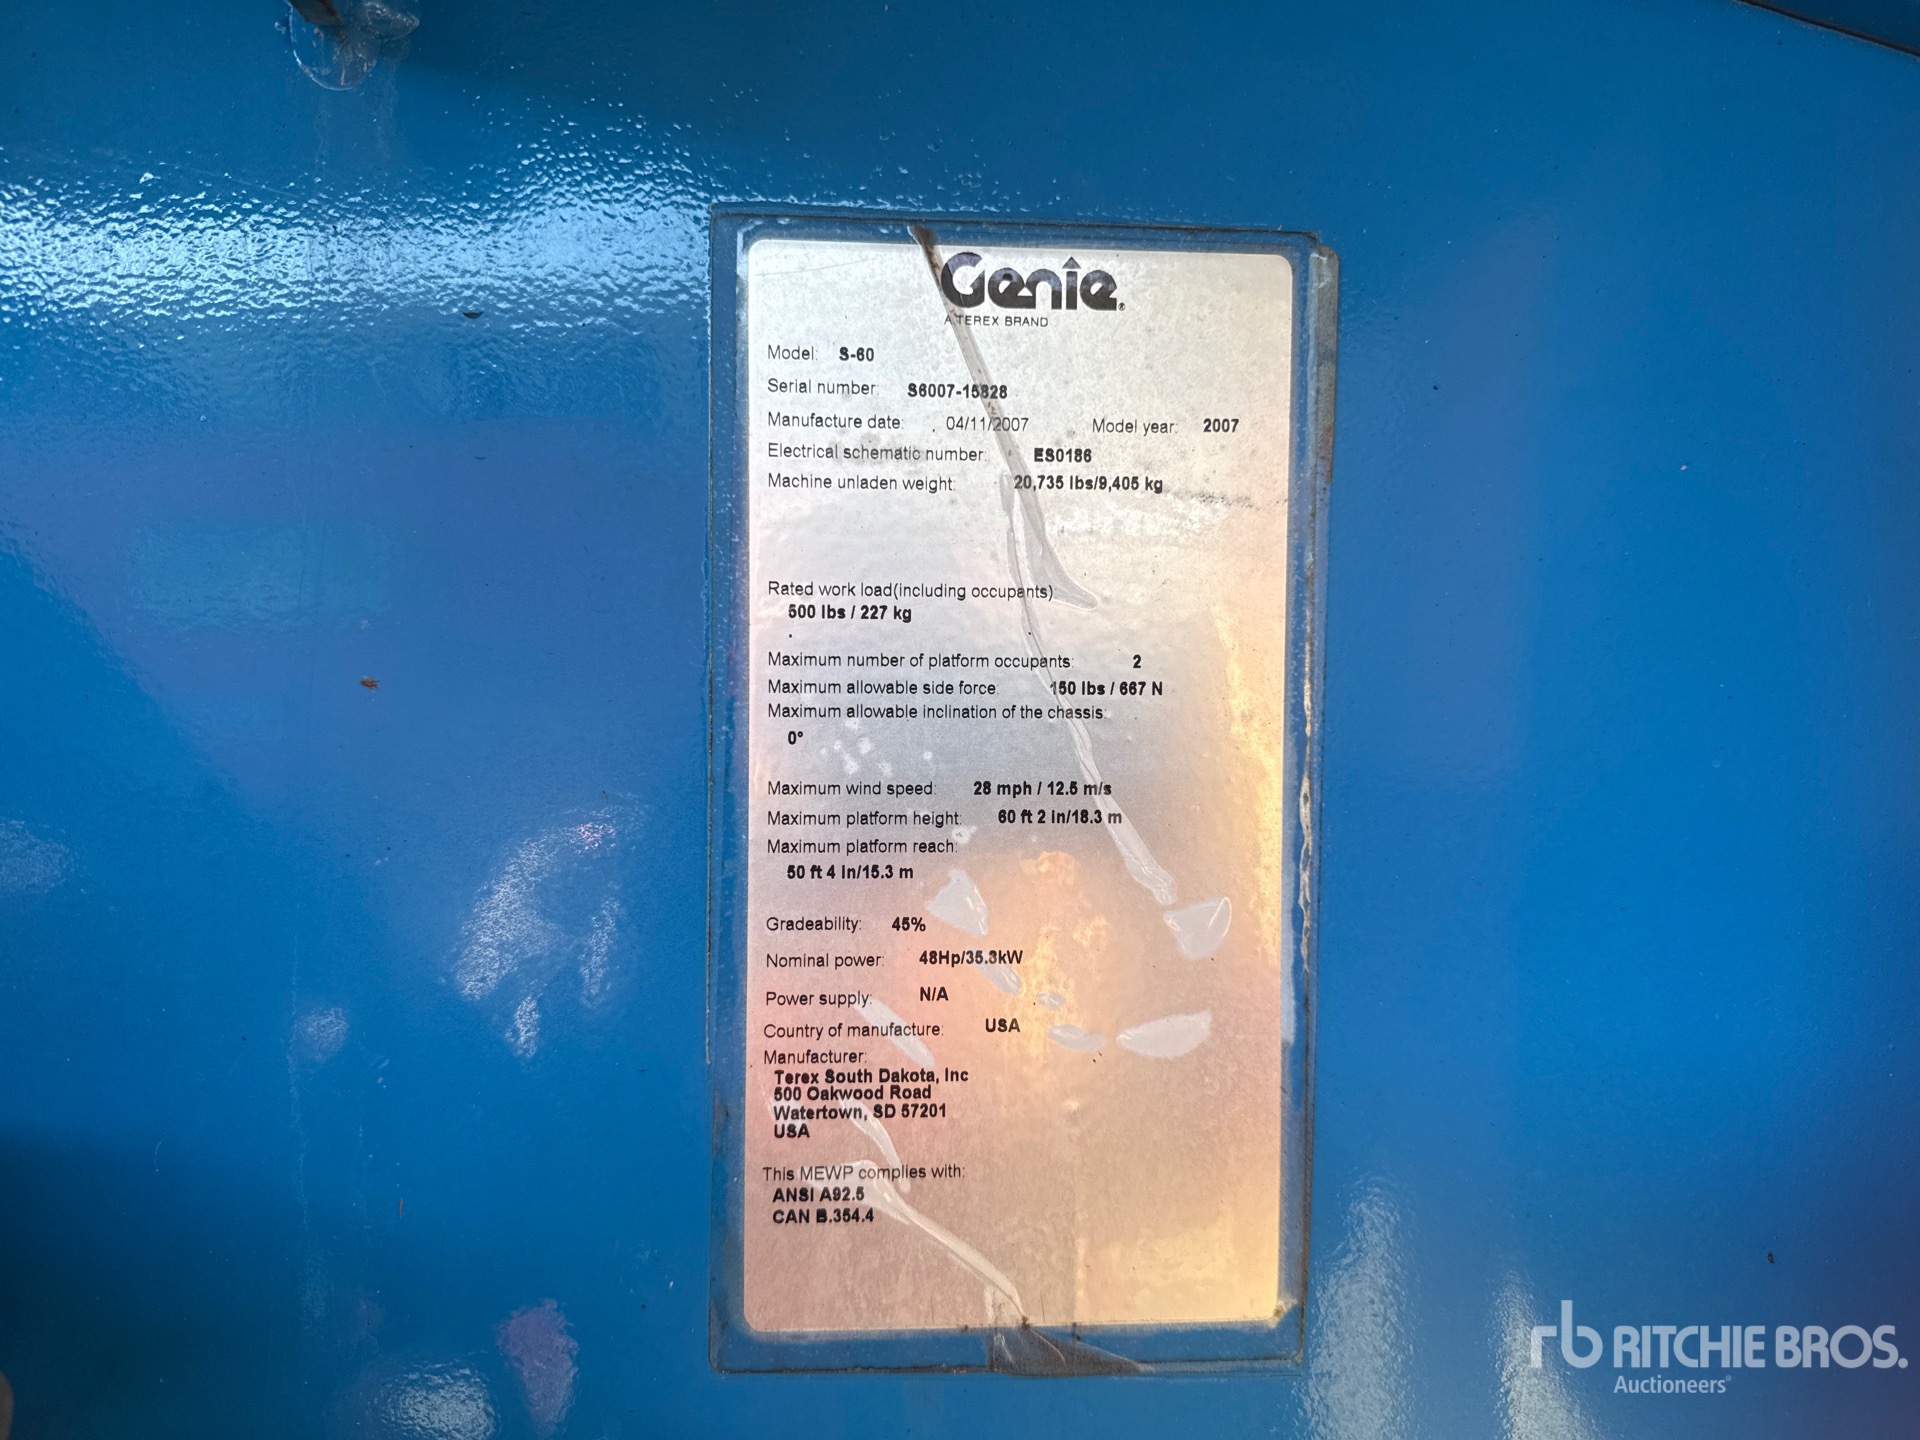 Genie®
A TEREX BRAND
Model: S-60
Serial number: S6007-15828
Manufacture date: 04/11/2007 Model year: 2007
Electrical schematic number: ES0186
Machine unladen weight: 20,735 lbs/9,405 kg
Rated work load(including occupants):
500 lbs / 227 kg
Maximum number of platform occupants: 2
Maximum allowable side force: 150 lbs / 667 N
Maximum allowable inclination of the chassis:
0°
Maximum wind speed: 28 mph / 12.5 m/s
Maximum platform height: 60 ft 2 in/18.3 m
Maximum platform reach:
50 ft 4 in/15.3 m
Gradeability: 45%
Nominal power: 48Hp/35.3kW
Power supply: N/A
Country of manufacture: USA
Manufacturer:
Terex South Dakota, Inc
500 Oakwood Road
Watertown, SD 57201
USA
This MEWP complies with:
ANSI A92.5
CAN B.354.4
rb RITCHIE BROS.
Auctioneers®